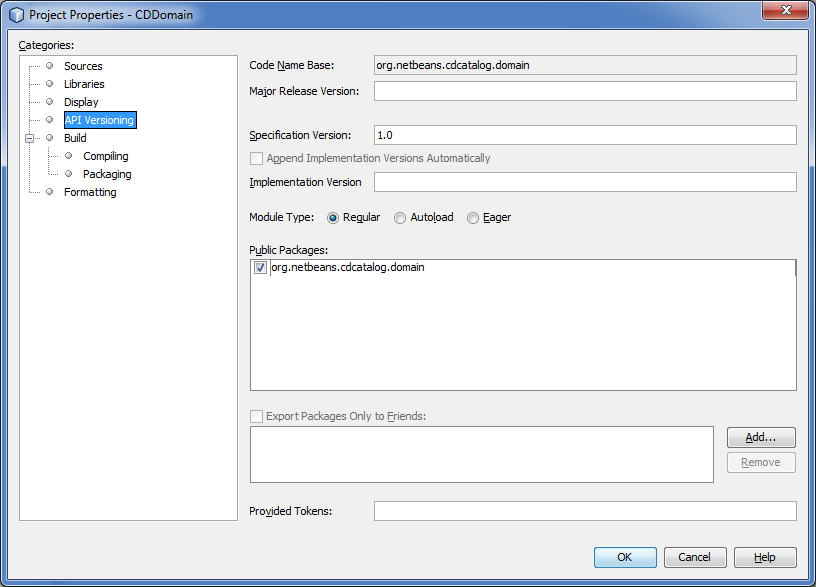 Project Properties - CDDomain
Categories:
Sources
Libraries
Display
API Versioning
Build
Compiling
Packaging
Formatting
Code Name Base: org.netbeans.cdcatalog.domain
Major Release Version:
Specification Version: 1.0
Append Implementation Versions Automatically
Implementation Version
Module Type: Regular Autoload Eager
Public Packages:
org.netbeans.cdcatalog.domain
Export Packages Only to Friends:
Add...
Remove
Provided Tokens:
OK Cancel Help